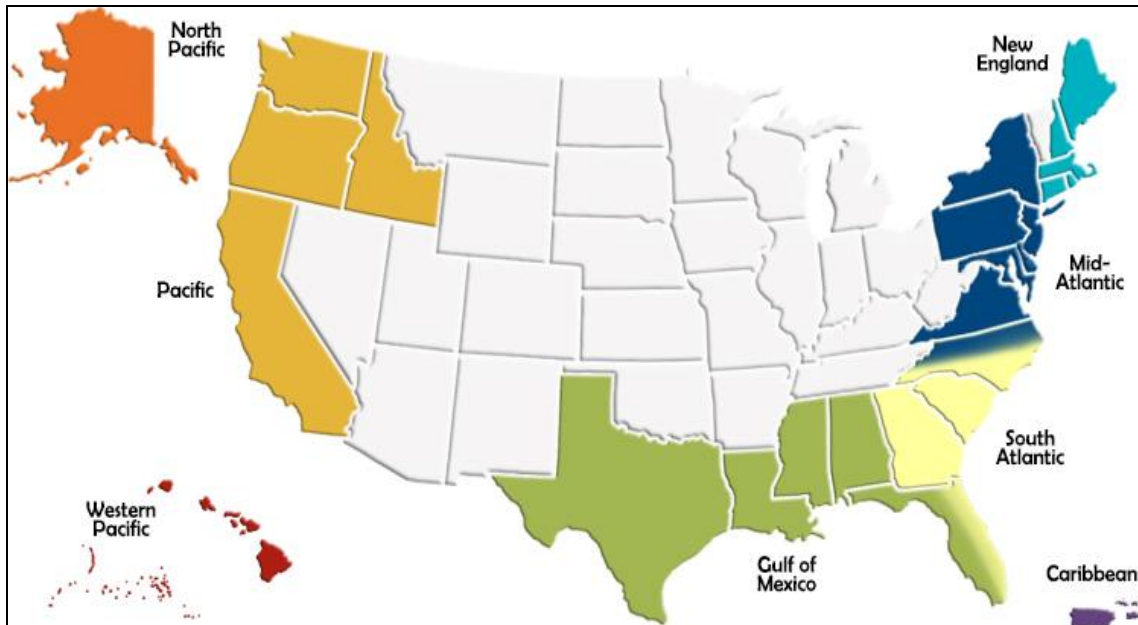 North
Pacific
New
England
Mid-
Atlantic
Pacific
South
Atlantic
Western
Pacific
Gulf of
Mexico
Caribbean